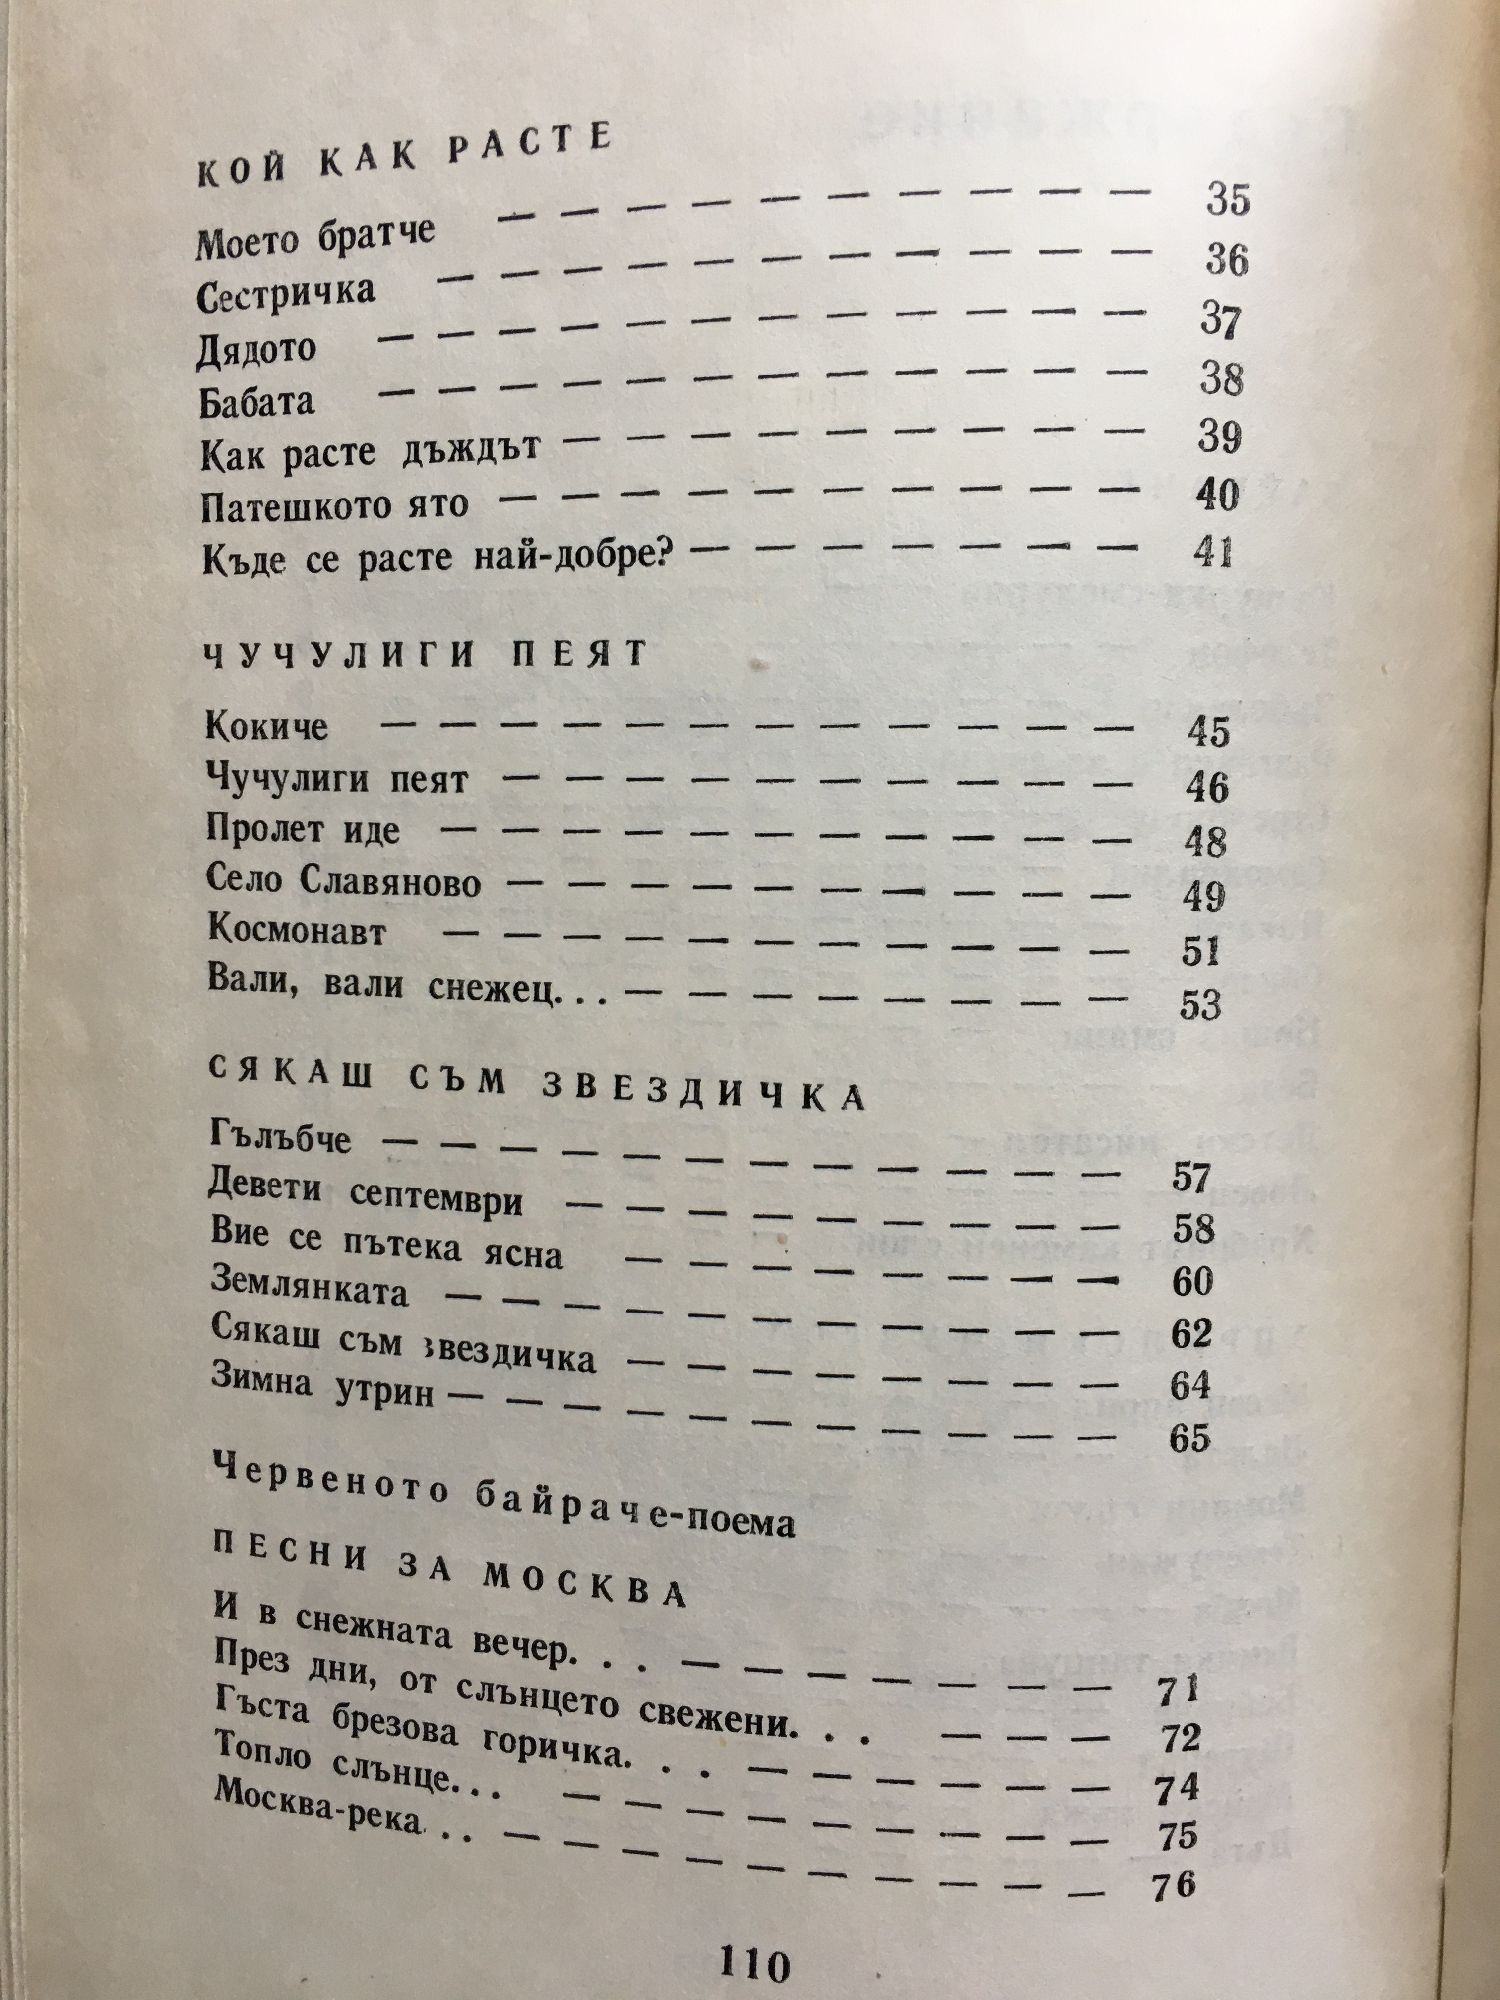 КОЙ КАК РАСТЕ
Моето братче — — — — — — — — — — 35
Сестричка — — — — — — — — — — — 36
Дядото — — — — — — — — — — — — 37
Бабата — — — — — — — — — — — — 38
Как расте дъждът — — — — — — — — — 39
Патешкото ято — — — — — — — — — — 40
Къде се расте най-добре? — — — — — — — 41
ЧУЧУЛИГИ ПЕЯТ
Кокиче — — — — — — — — — — — — 45
Чучулиги пеят — — — — — — — — — — 46
Пролет иде — — — — — — — — — — — 48
Село Славяново — — — — — — — — — — 49
Космонавт — — — — — — — — — — — 51
Вали, вали снежец... — — — — — — — — 53
СЯКАШ СЪМ ЗВЕЗДИЧКА
Гълъбче — — — — — — — — — — — — 57
Девети септември — — — — — — — — — 58
Вие се пътека ясна — — — — — — — — 60
Землянката — — — — — — — — — — — 62
Сякаш съм звездичка — — — — — — — — 64
Зимна утрин — — — — — — — — — — — 65
Червеното байраче-поема
ПЕСНИ ЗА МОСКВА
И в снежната вечер. . . — — — — — — — 71
През дни, от слънцето свежени. . . — — — 72
Гъста брезова горичка. . . — — — — — — 74
Топло слънце... — — — — — — — — — 75
Москва-река... — — — — — — — — — — 76
110